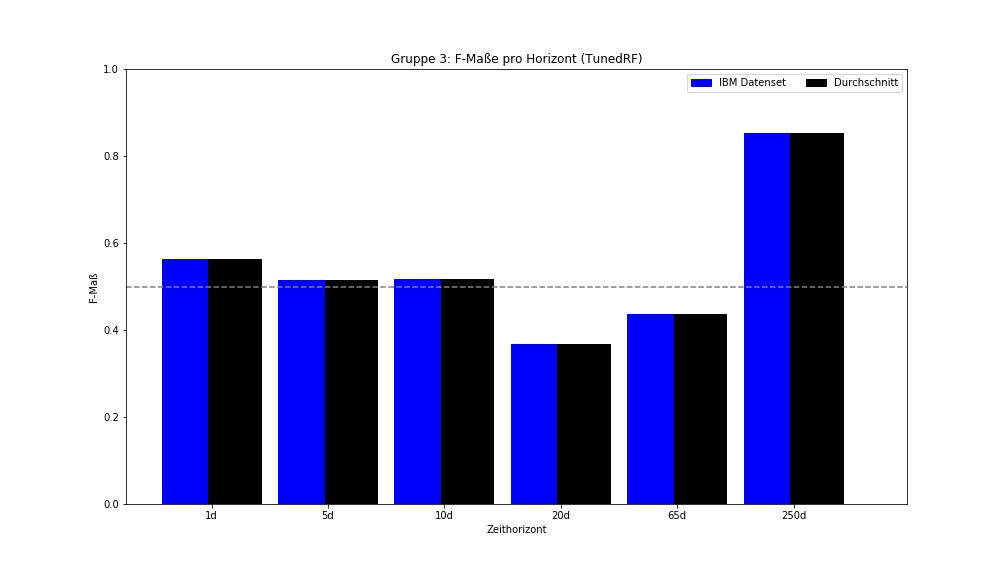 Gruppe 3: F-Maße pro Horizont (TunedRF)
IBM Datenset
Durchschnitt
1.0
0.8
0.6
0.4
0.2
0.0
F-Maß
1d
5d
10d
20d
65d
250d
Zeithorizont